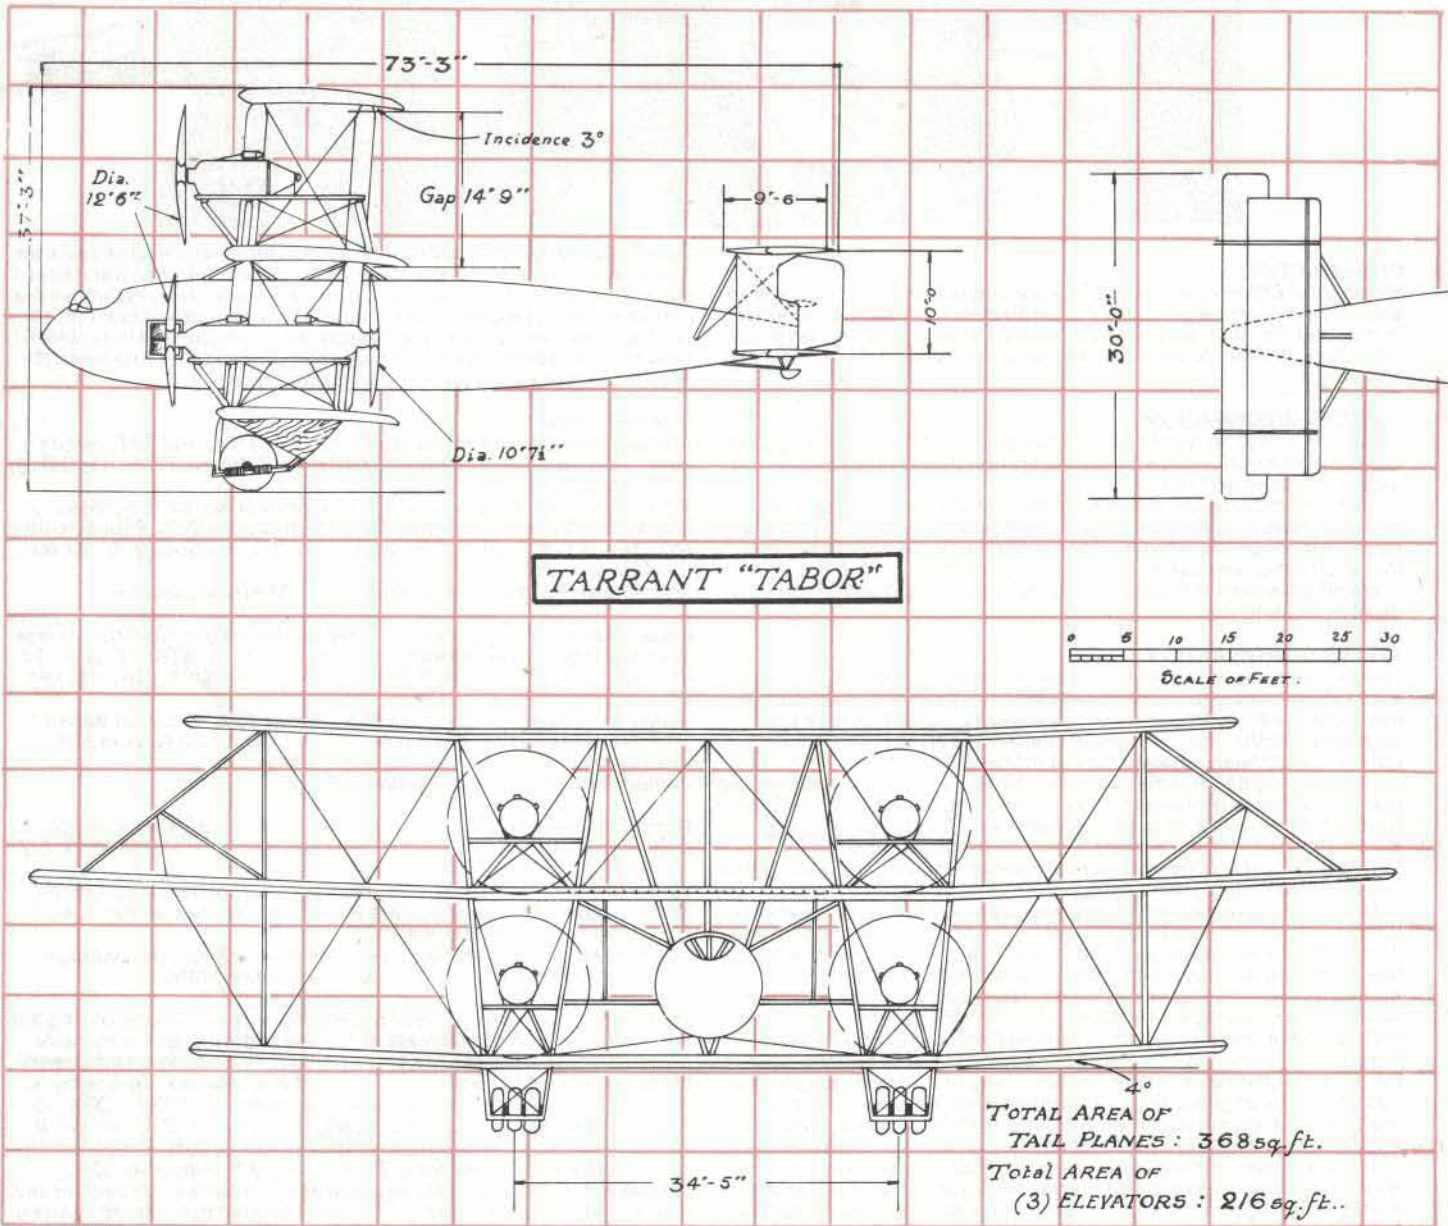 73'-3"
Incidence 3°
Dia.
12'6"
37'-3"
Gap 14'9"
9'-6
10'-0
30'-0"
Dia. 10'7½"
TARRANT "TABOR"
0 5 10 15 20 25 30
SCALE OF FEET.
4°
TOTAL AREA OF
TAIL PLANES : 368 sq. ft.
Total AREA OF
(3) ELEVATORS : 216 sq. ft..
34'-5"